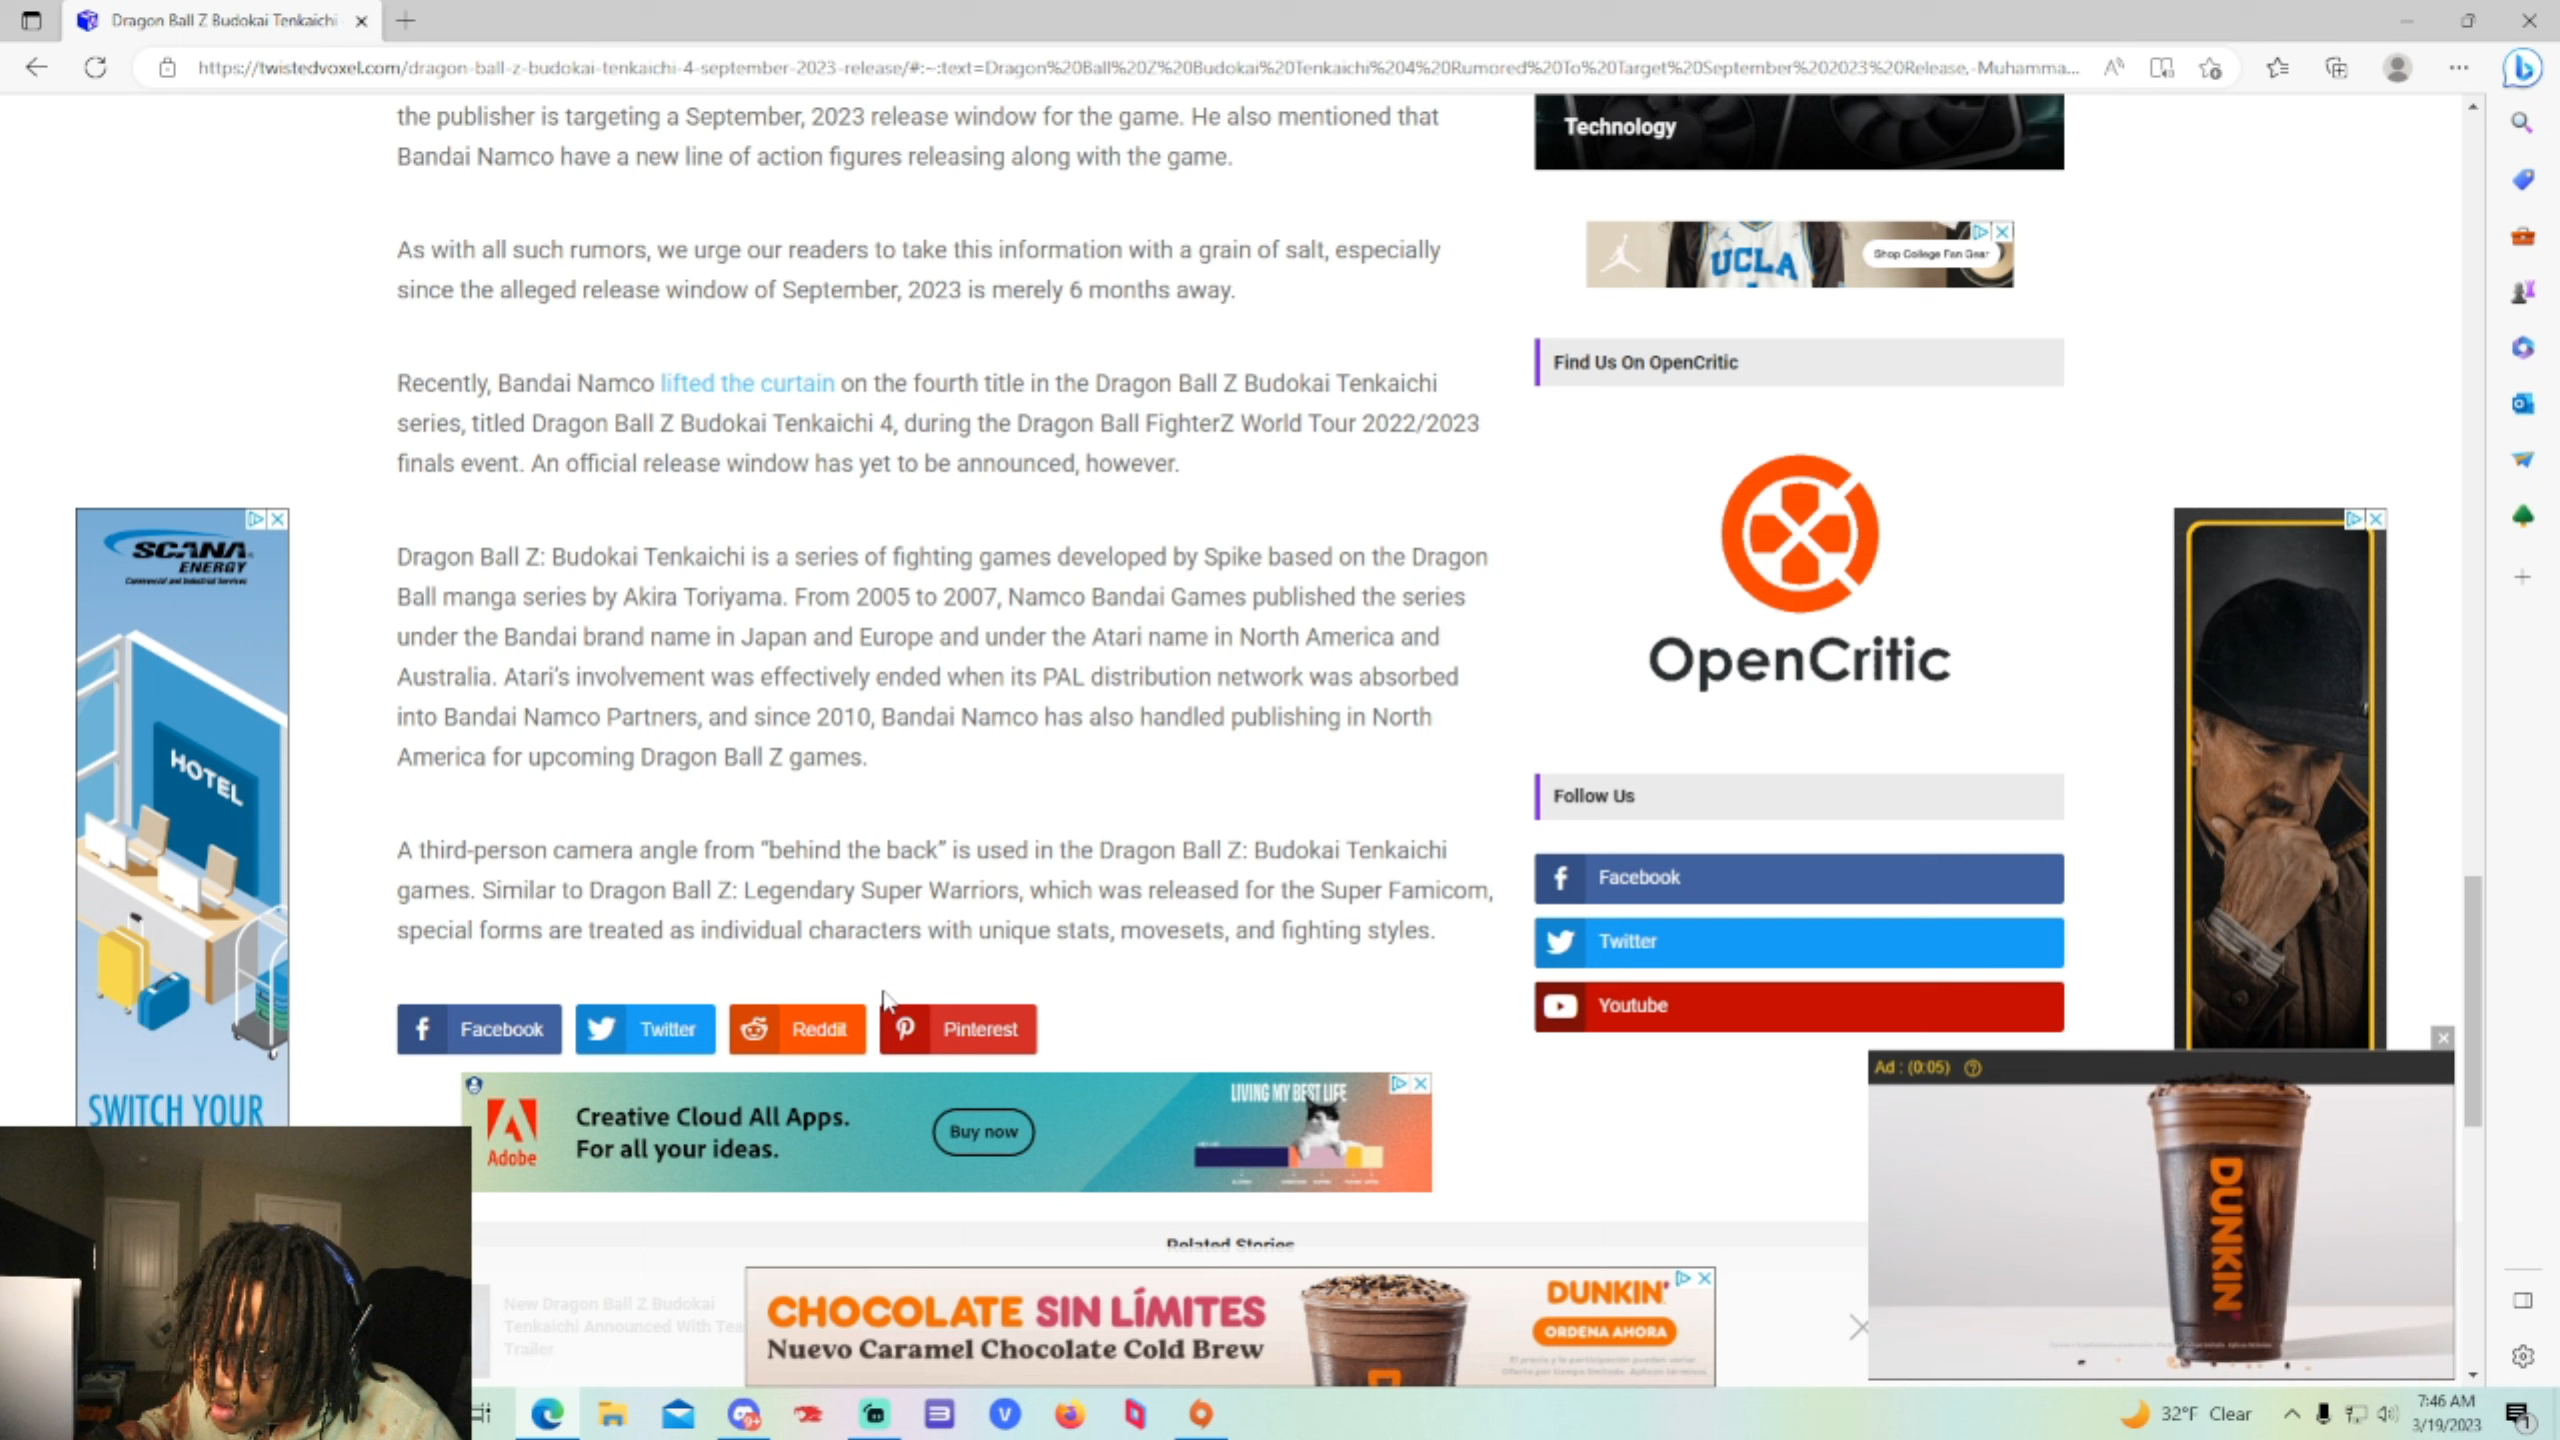 Dragon Ball Z Budokai Tenkaichi
https://twistedvoxel.com/dragon-ball-z-budokai-tenkaichi-4-september-2023-release/#:~:text=Dragon%20Ball%20Z%20Budokai%20Tenkaichi%204%20Rumored%20To%20Target%20September%202023%20Release,-Muhamma...
the publisher is targeting a September, 2023 release window for the game. He also mentioned that
Bandai Namco have a new line of action figures releasing along with the game.
As with all such rumors, we urge our readers to take this information with a grain of salt, especially
since the alleged release window of September, 2023 is merely 6 months away.
Recently, Bandai Namco lifted the curtain on the fourth title in the Dragon Ball Z Budokai Tenkaichi
series, titled Dragon Ball Z Budokai Tenkaichi 4, during the Dragon Ball FighterZ World Tour 2022/2023
finals event. An official release window has yet to be announced, however.
Dragon Ball Z: Budokai Tenkaichi is a series of fighting games developed by Spike based on the Dragon
Ball manga series by Akira Toriyama. From 2005 to 2007, Namco Bandai Games published the series
under the Bandai brand name in Japan and Europe and under the Atari name in North America and
Australia. Atari's involvement was effectively ended when its PAL distribution network was absorbed
into Bandai Namco Partners, and since 2010, Bandai Namco has also handled publishing in North
America for upcoming Dragon Ball Z games.
A third-person camera angle from "behind the back" is used in the Dragon Ball Z: Budokai Tenkaichi
games. Similar to Dragon Ball Z: Legendary Super Warriors, which was released for the Super Famicom,
special forms are treated as individual characters with unique stats, movesets, and fighting styles.
Facebook
Twitter
Reddit
Pinterest
Technology
UCLA
Shop College Fan Gear
Find Us On OpenCritic
OpenCritic
Follow Us
Facebook
Twitter
Youtube
SCANA
ENERGY
Commercial and Industrial Services
HOTEL
SWITCH YOUR
Adobe
Creative Cloud All Apps.
For all your ideas.
Buy now
LIVING MY BEST LIFE
Ad : (0:05)
DUNKIN'
Related Stories
New Dragon Ball Z Budokai
Tenkaichi Announced With Tea
Trailer
CHOCOLATE SIN LÍMITES
Nuevo Caramel Chocolate Cold Brew
DUNKIN'
ORDENA AHORA
9+
32°F Clear
7:46 AM
3/19/2023
1